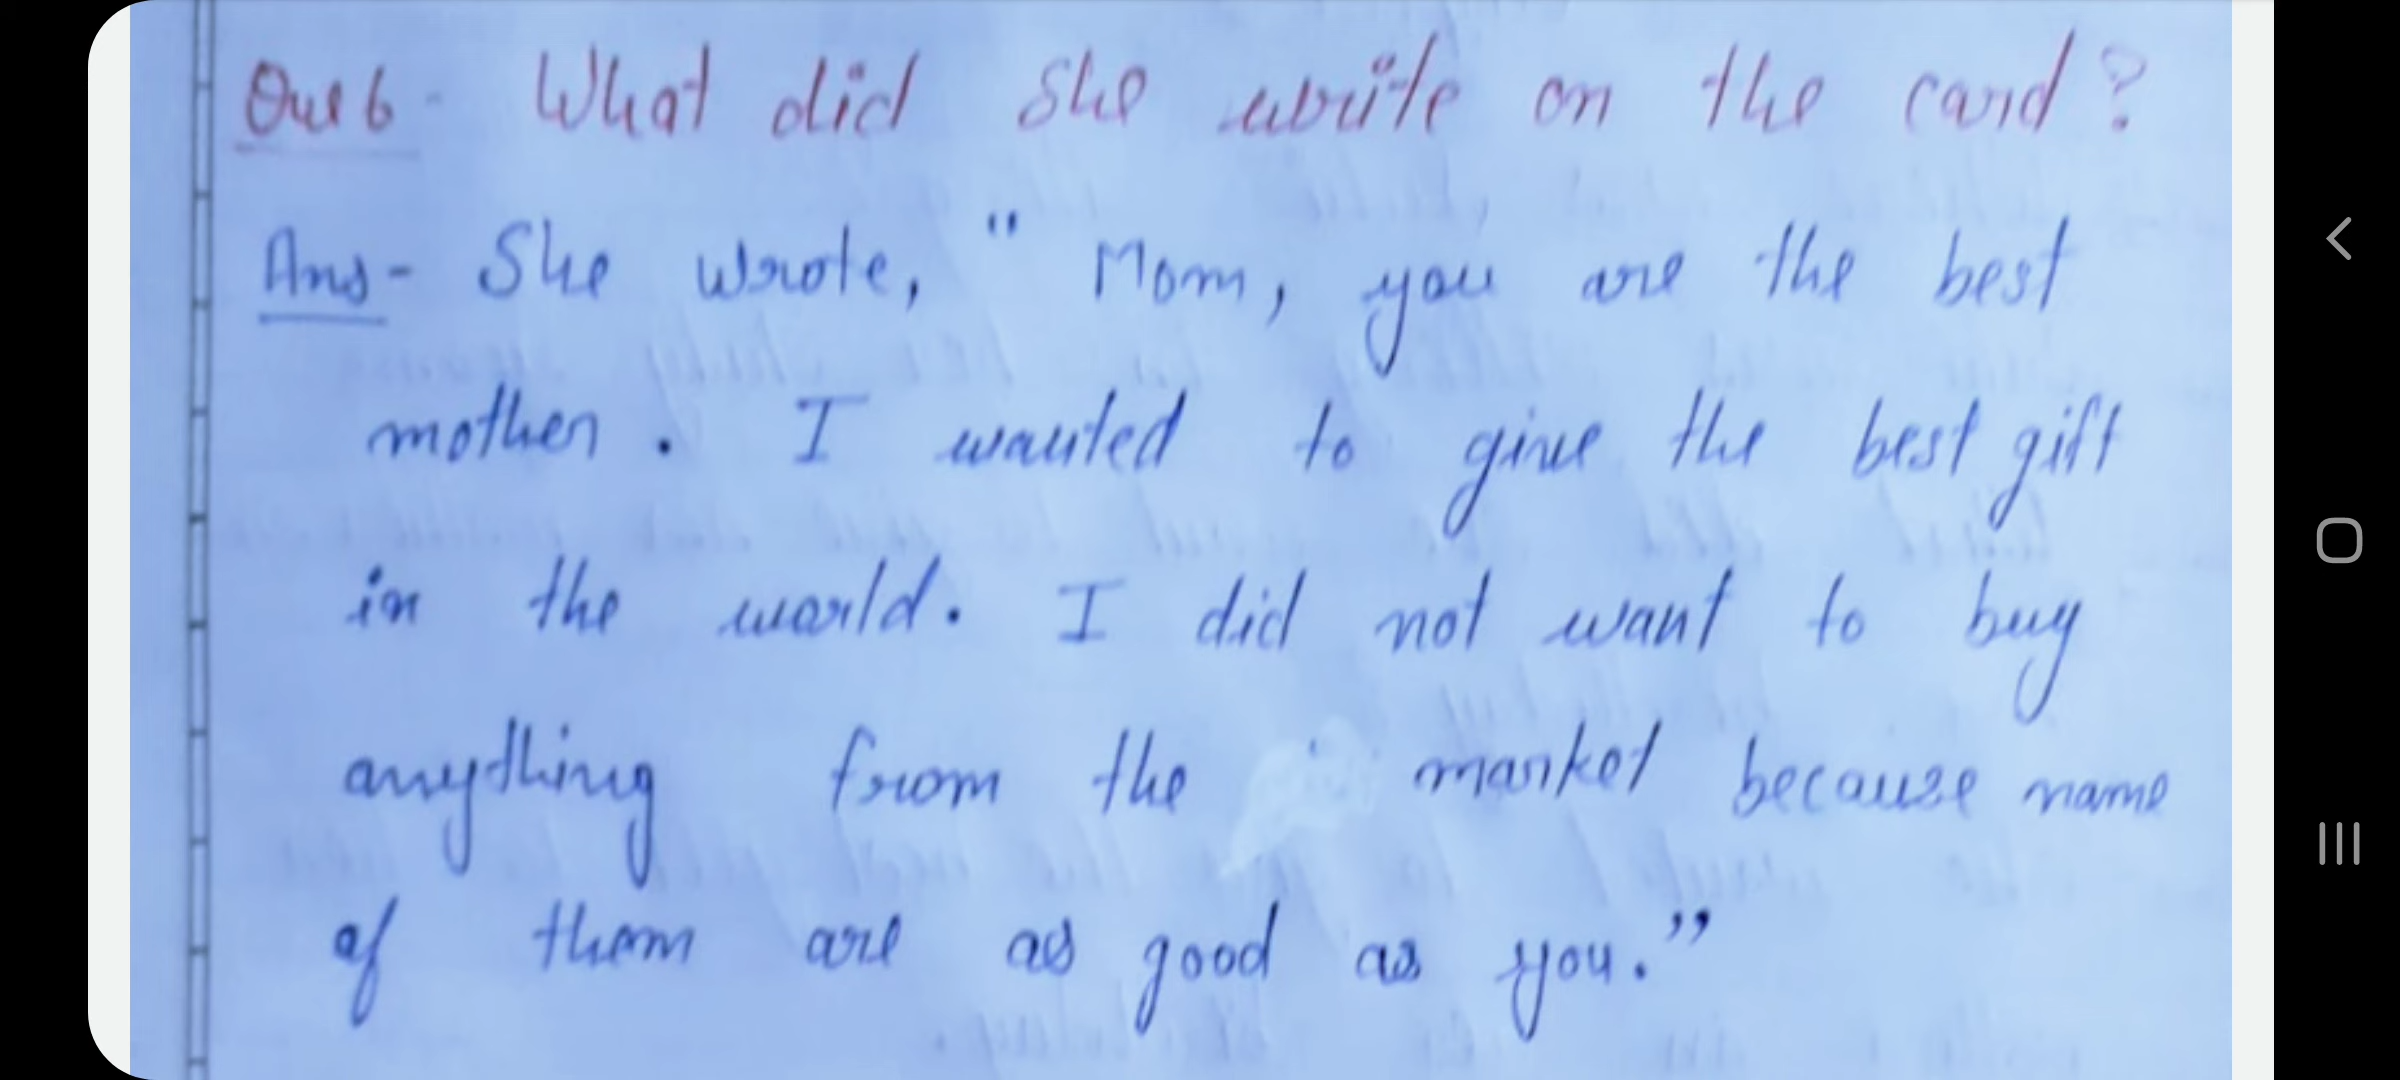 Que 6 - What did she write on the card?
Ans - She wrote, " Mom, you are the best
mother. I wanted to give the best gift
in the world. I did not want to buy
anything from the market because name
of them are as good as you."